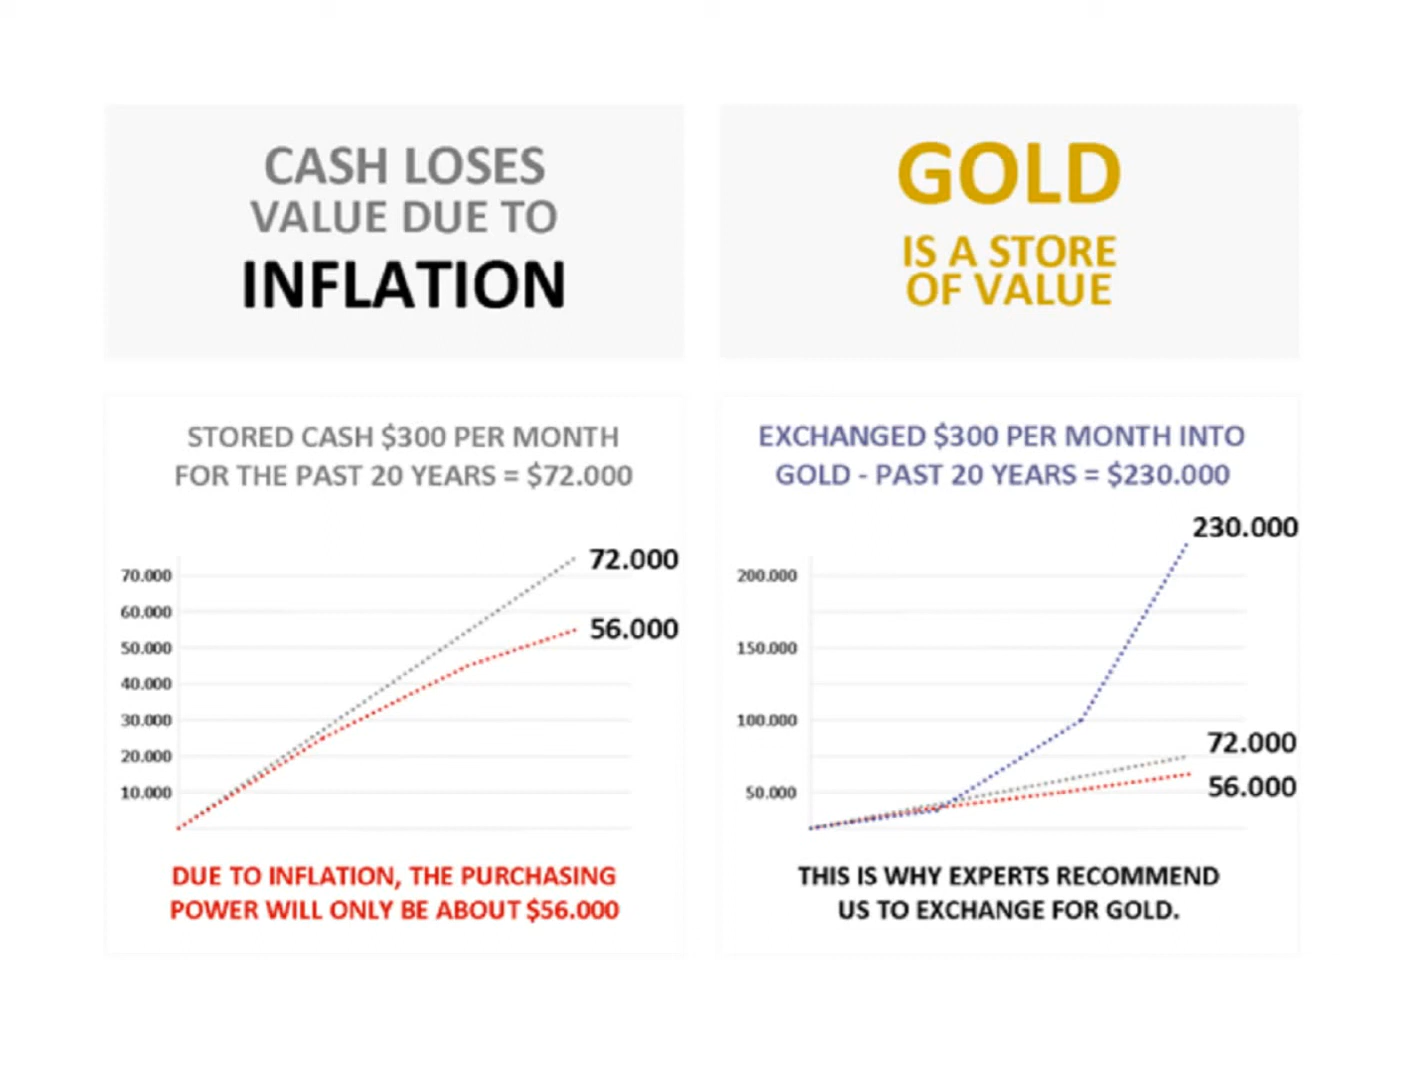 CASH LOSES
VALUE DUE TO
INFLATION
GOLD
IS A STORE
OF VALUE
STORED CASH $300 PER MONTH
FOR THE PAST 20 YEARS = $72.000
72.000
56.000
70.000
60.000
50.000
40.000
30.000
20.000
10.000
DUE TO INFLATION, THE PURCHASING
POWER WILL ONLY BE ABOUT $56.000
EXCHANGED $300 PER MONTH INTO
GOLD - PAST 20 YEARS = $230.000
230.000
200.000
150.000
100.000
72.000
56.000
50.000
THIS IS WHY EXPERTS RECOMMEND
US TO EXCHANGE FOR GOLD.